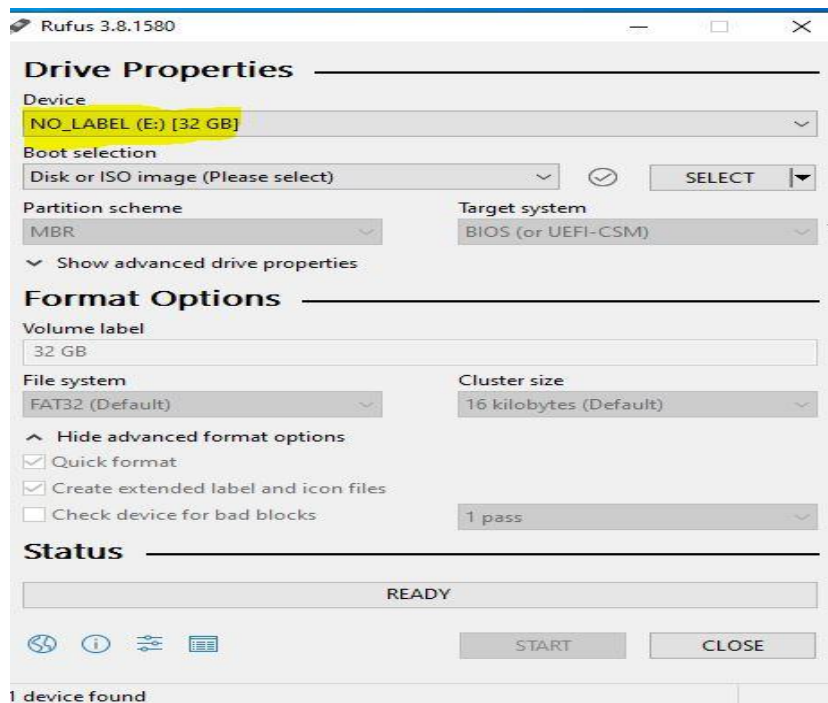 Rufus 3.8.1580
Drive Properties
Device
NO_LABEL (E:) [32 GB]
Boot selection
Disk or ISO image (Please select)
SELECT
Partition scheme
Target system
MBR
BIOS (or UEFI-CSM)
Show advanced drive properties
Format Options
Volume label
32 GB
File system
Cluster size
FAT32 (Default)
16 kilobytes (Default)
Hide advanced format options
Quick format
Create extended label and icon files
Check device for bad blocks
1 pass
Status
READY
START
CLOSE
1 device found